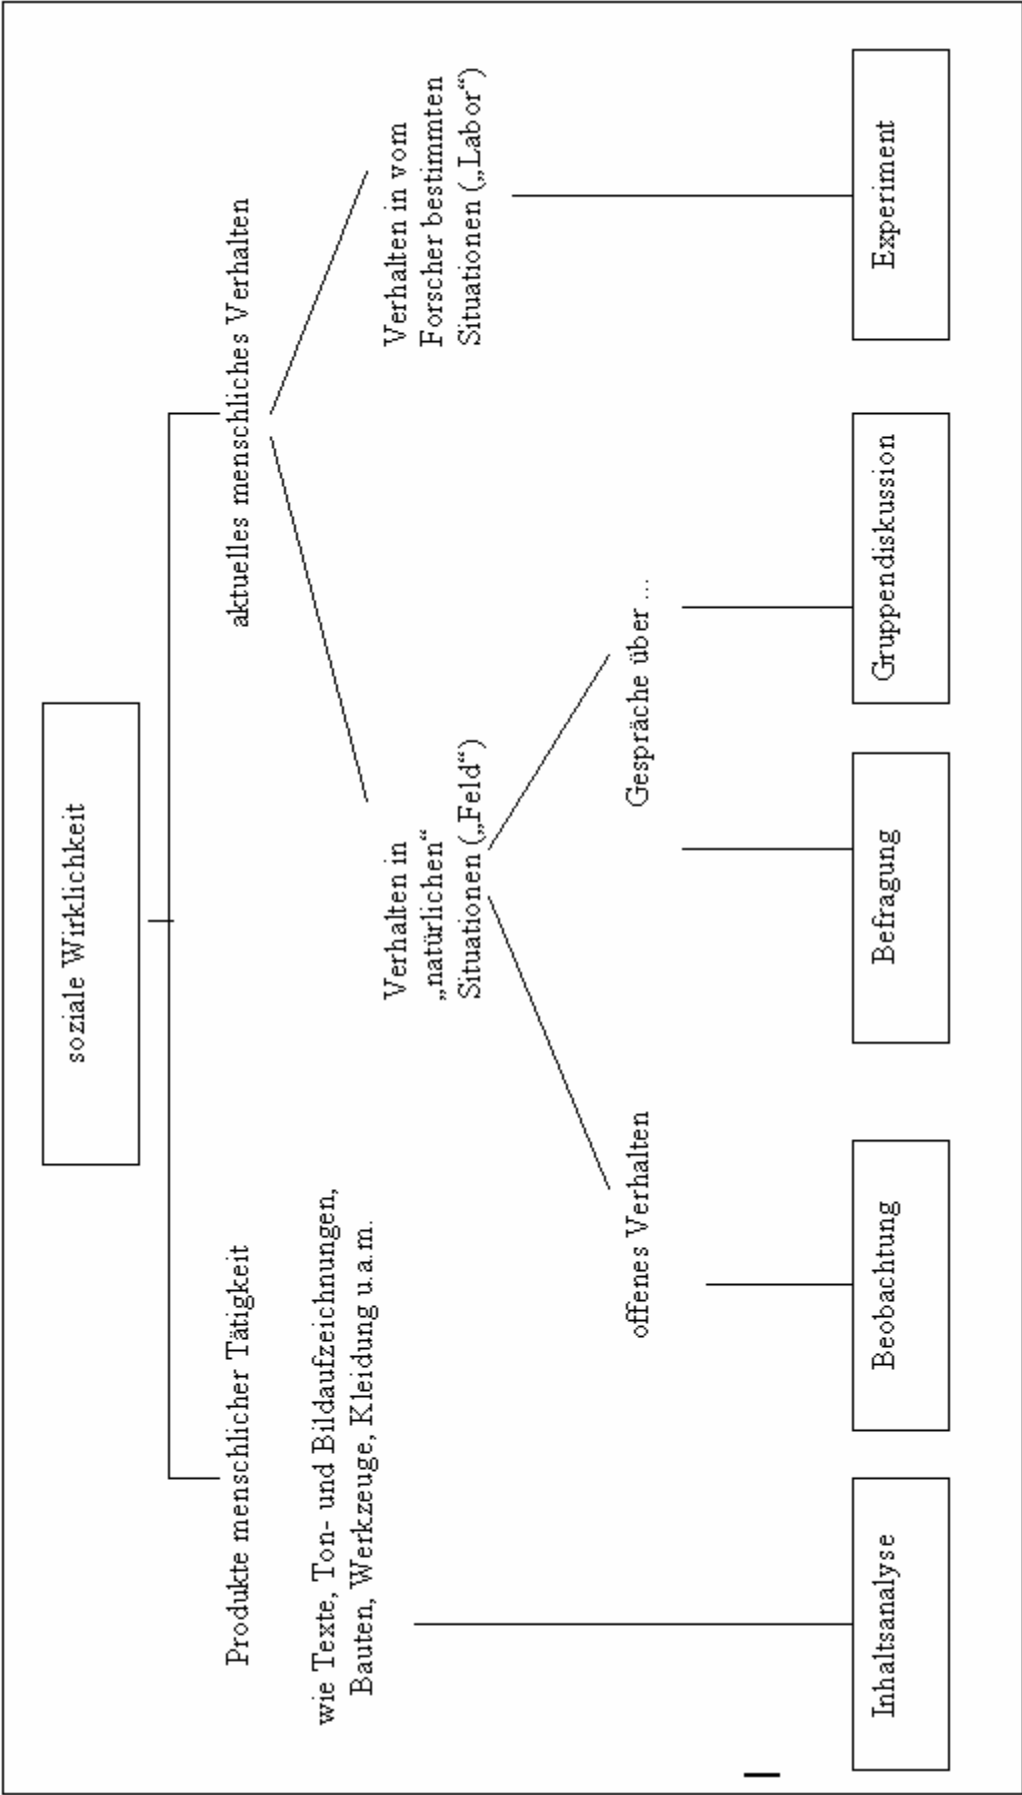 soziale Wirklichkeit
Produkte menschlicher Tätigkeit
aktuelles menschliches Verhalten
wie Texte, Ton- und Bildaufzeichnungen,
Bauten, Werkzeuge, Kleidung u.a.m.
Verhalten in
„natürlichen“
Situationen („Feld“)
Verhalten in vom
Forscher bestimmten
Situationen („Labor“)
offenes Verhalten
Gespräche über ...
Inhaltsanalyse
Beobachtung
Befragung
Gruppendiskussion
Experiment